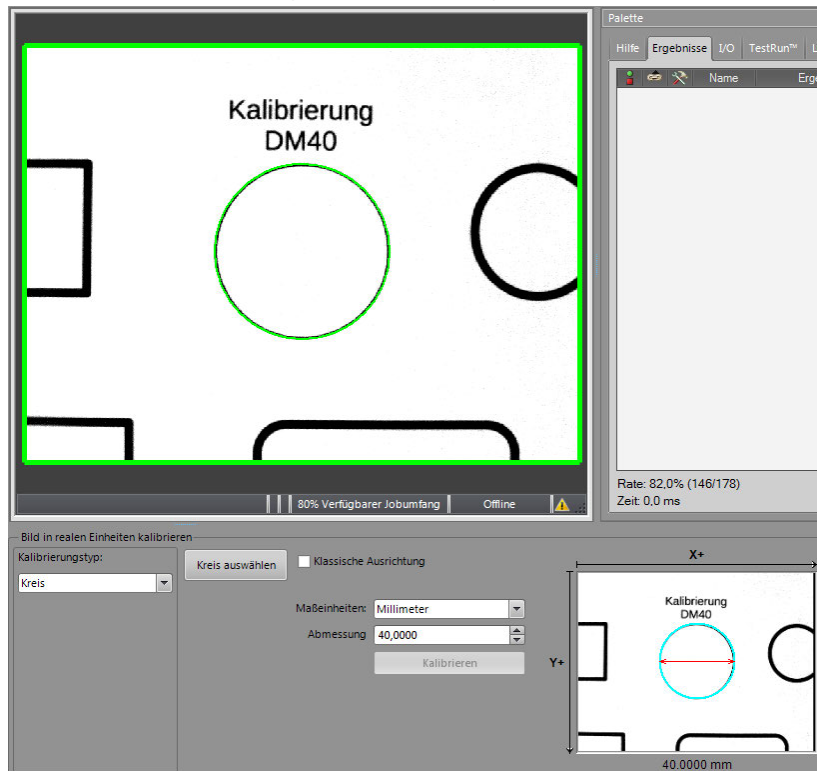 Palette
Hilfe Ergebnisse I/O TestRun™ L
Name Erge
Kalibrierung
DM40
Rate: 82,0% (146/178)
Zeit: 0,0 ms
80% Verfügbarer Jobumfang Offline
Bild in realen Einheiten kalibrieren
Kalibrierungstyp:
Kreis
Kreis auswählen
Klassische Ausrichtung
Maßeinheiten: Millimeter
Abmessung 40,0000
Kalibrieren
X+
Y+
Kalibrierung
DM40
40.0000 mm